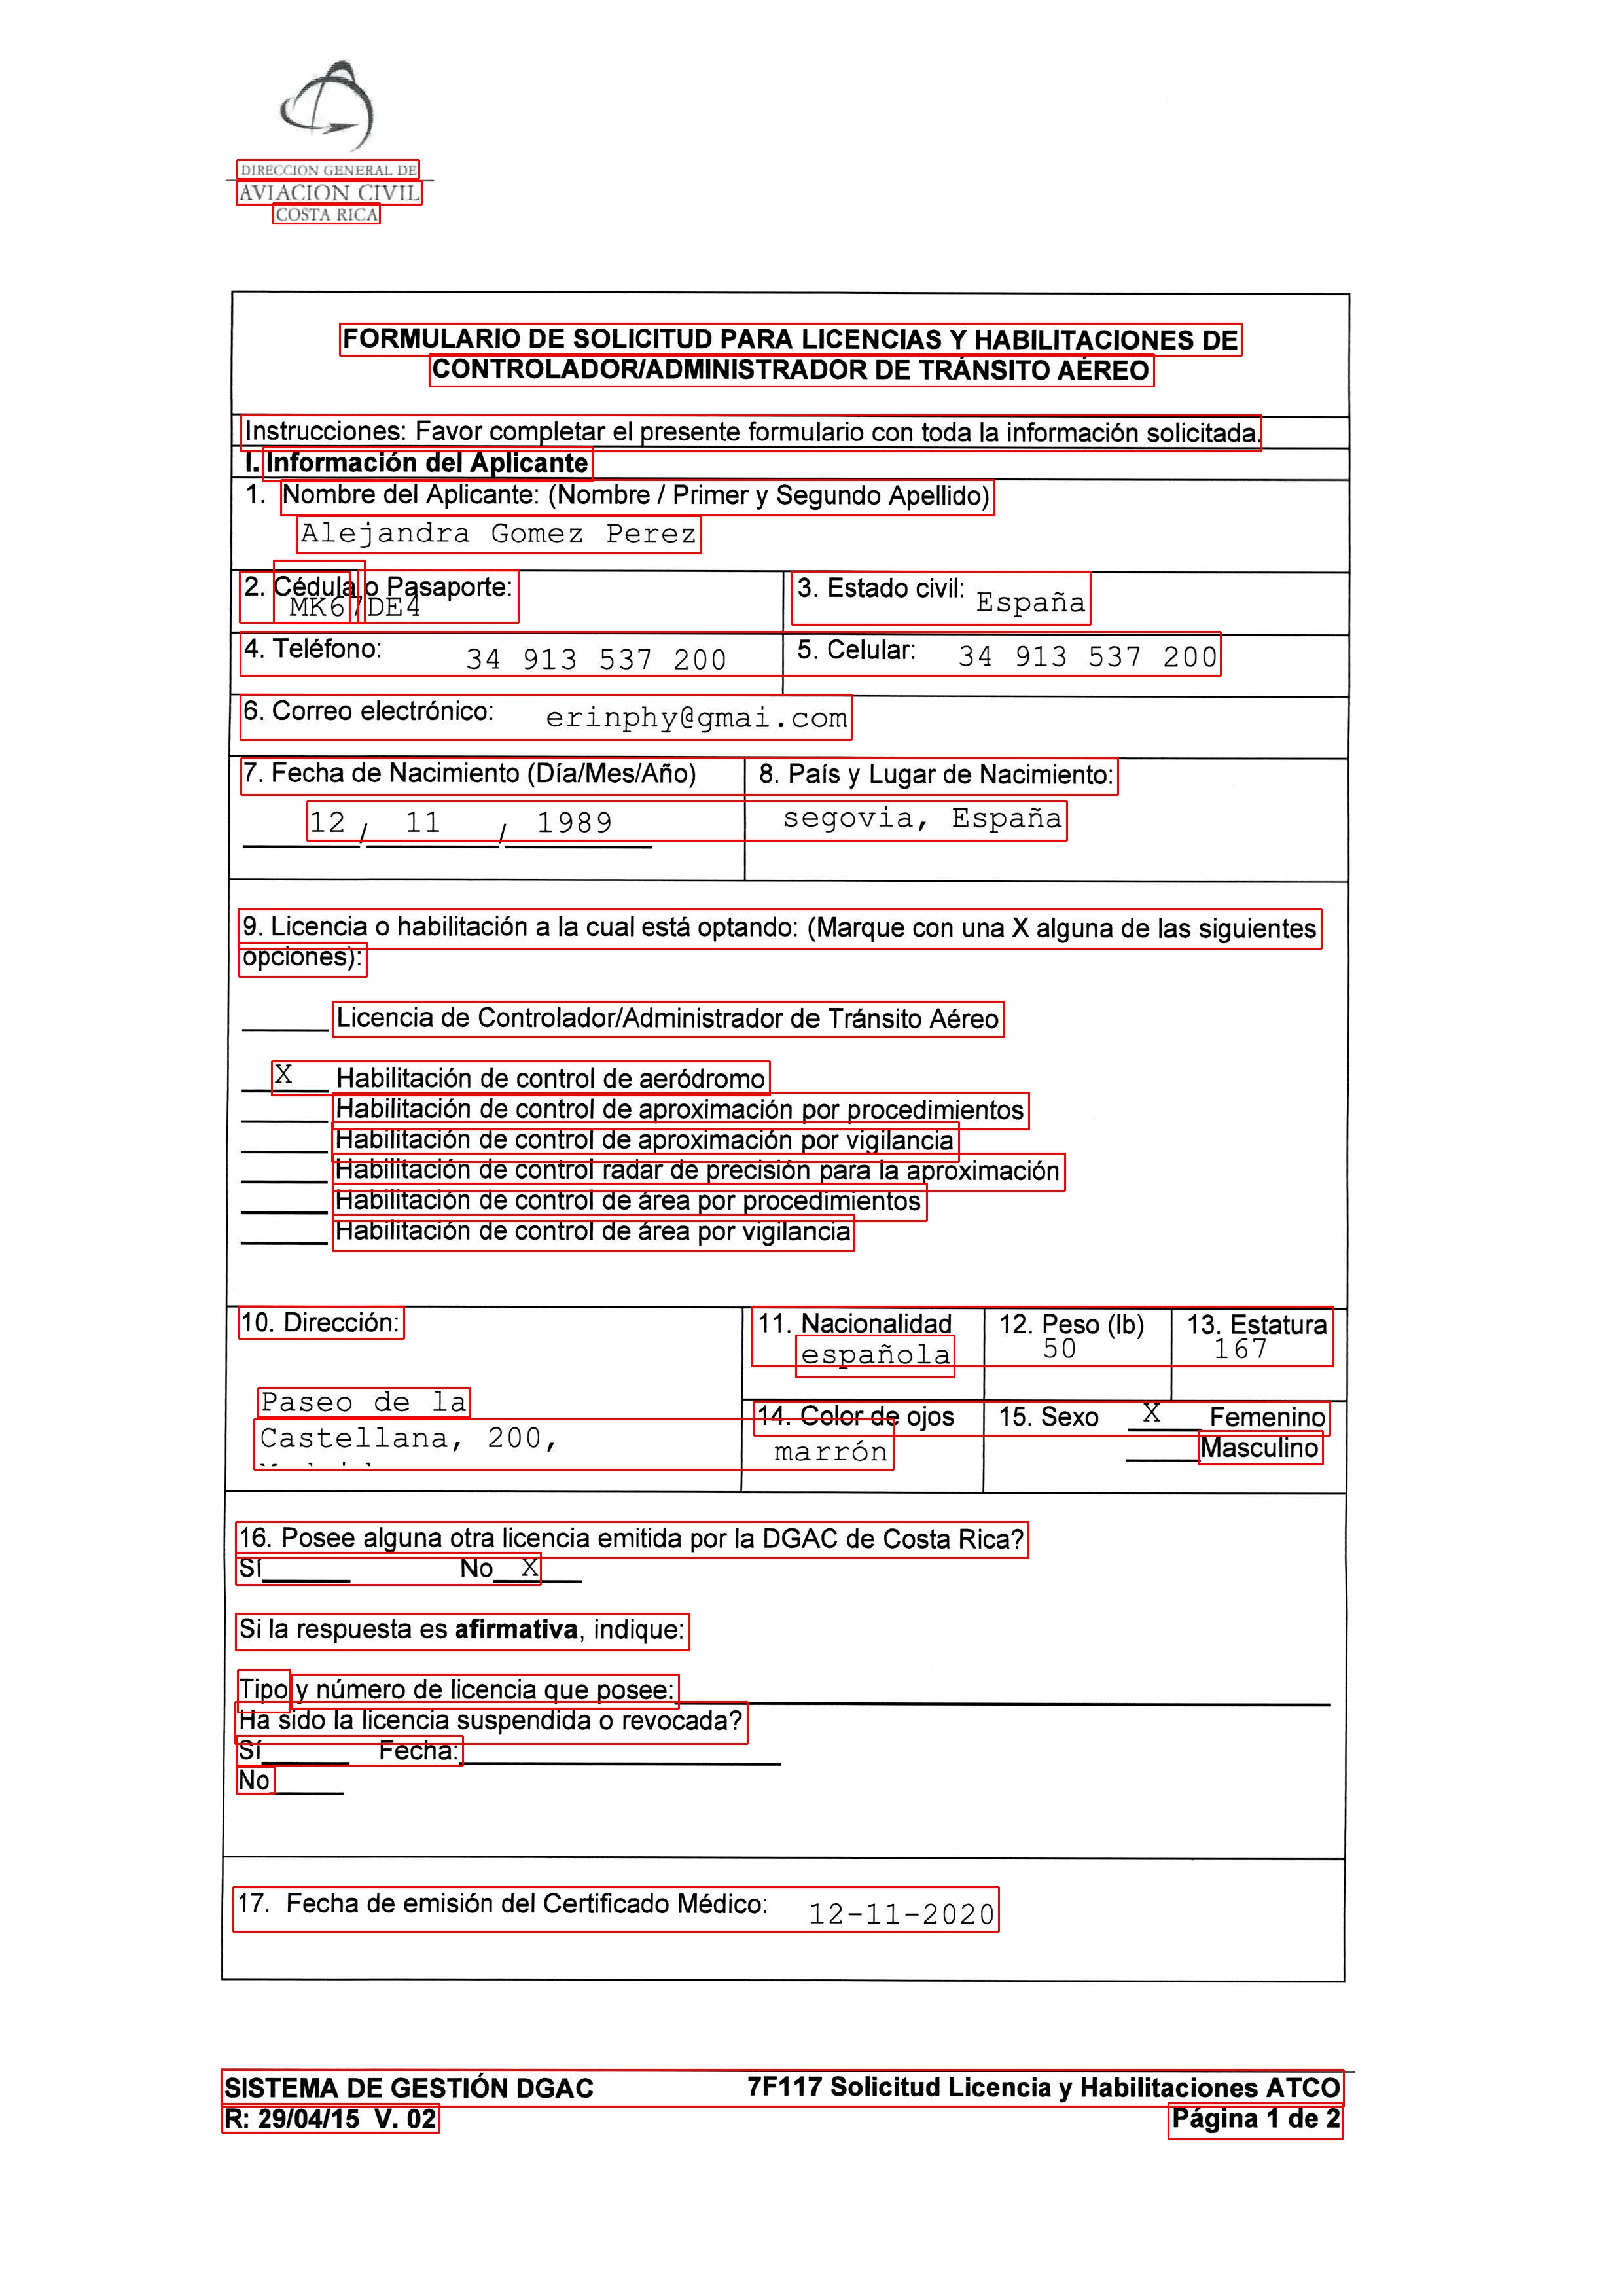 DIRECCION GENERAL DE
AVIACION CIVIL
COSTA RICA
FORMULARIO DE SOLICITUD PARA LICENCIAS Y HABILITACIONES DE
CONTROLADOR/ADMINISTRADOR DE TRÁNSITO AÉREO
Instrucciones: Favor completar el presente formulario con toda la información solicitada.
I. Información del Aplicante
1. Nombre del Aplicante: (Nombre / Primer y Segundo Apellido)
Alejandra Gomez Perez
2. Cédula o Pasaporte: 3. Estado civil: España
MK67DE4
4. Teléfono: 34 913 537 200 5. Celular: 34 913 537 200
6. Correo electrónico: erinphy@gmai.com
7. Fecha de Nacimiento (Día/Mes/Año) 8. País y Lugar de Nacimiento:
12 / 11 / 1989 segovia, España
9. Licencia o habilitación a la cual está optando: (Marque con una X alguna de las siguientes
opciones):
______ Licencia de Controlador/Administrador de Tránsito Aéreo
X Habilitación de control de aeródromo
______ Habilitación de control de aproximación por procedimientos
______ Habilitación de control de aproximación por vigilancia
______ Habilitación de control radar de precisión para la aproximación
______ Habilitación de control de área por procedimientos
______ Habilitación de control de área por vigilancia
10. Dirección: 11. Nacionalidad 12. Peso (lb) 13. Estatura
española 50 167
Paseo de la
14. Color de ojos 15. Sexo X Femenino
Castellana, 200, marrón ______ Masculino
16. Posee alguna otra licencia emitida por la DGAC de Costa Rica?
Sí______ No X
Si la respuesta es afirmativa, indique:
Tipo y número de licencia que posee:______
Ha sido la licencia suspendida o revocada?
Sí______ Fecha:______
No______
17. Fecha de emisión del Certificado Médico: 12-11-2020
SISTEMA DE GESTIÓN DGAC 7F117 Solicitud Licencia y Habilitaciones ATCO
R: 29/04/15 V. 02 Página 1 de 2